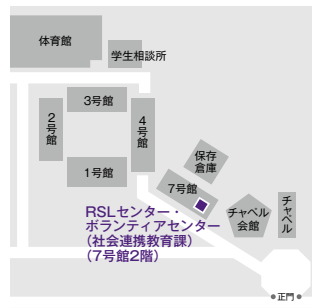 体育館
学生相談所
3号館
2号館
4号館
保存
倉庫
1号館
7号館
RSLセンター・
ボランティアセンター
(社会連携教育課)
(7号館2階)
チャペル
会館
チャペル
正門